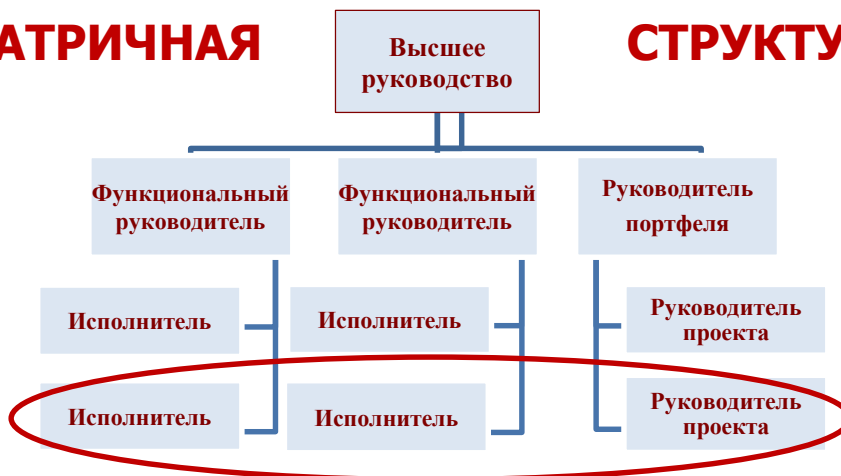 АТРИЧНАЯ СТРУКТУ
Высшее
руководство
Функциональный
руководитель
Функциональный
руководитель
Руководитель
портфеля
Исполнитель
Исполнитель
Руководитель
проекта
Исполнитель
Исполнитель
Руководитель
проекта